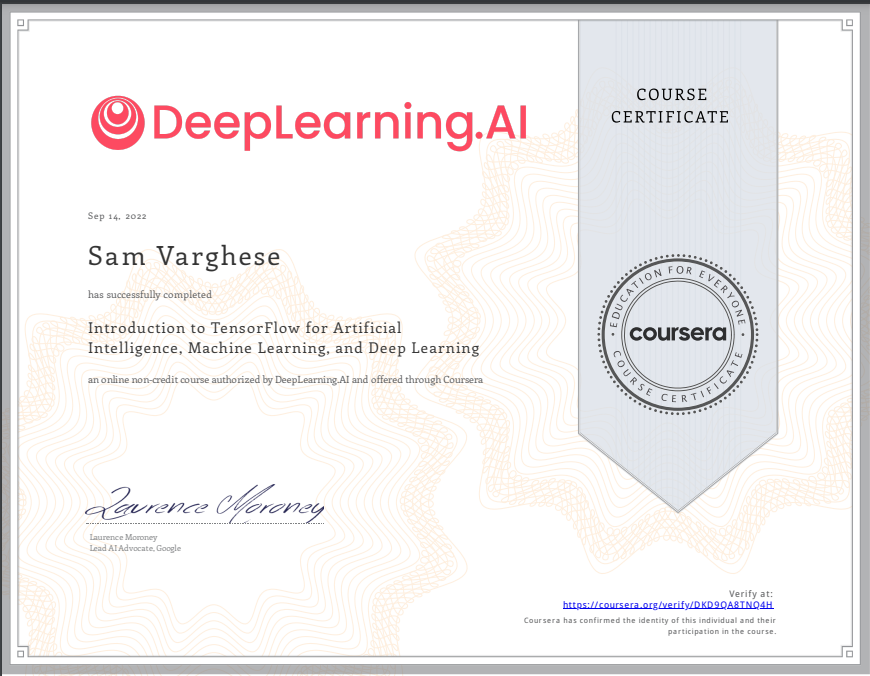 DeepLearning.AI
COURSE
CERTIFICATE
Sep 14, 2022
Sam Varghese
has successfully completed
Introduction to TensorFlow for Artificial
Intelligence, Machine Learning, and Deep Learning
an online non-credit course authorized by DeepLearning.AI and offered through Coursera
EDUCATION FOR EVERYONE
coursera
COURSE CERTIFICATE
Laurence Moroney
Laurence Moroney
Lead AI Advocate, Google
Verify at:
https://coursera.org/verify/DKD9QA8TNQ4H
Coursera has confirmed the identity of this individual and their
participation in the course.